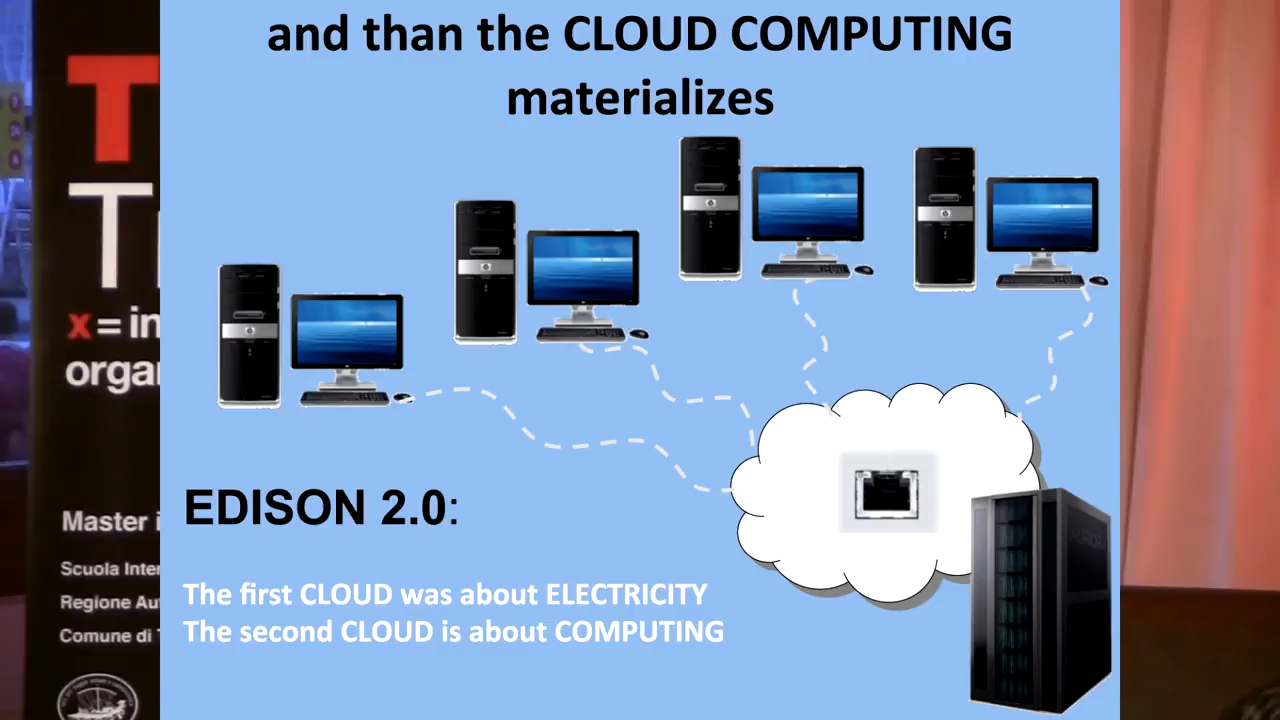 and than the CLOUD COMPUTING
materializes
EDISON 2.0:
The first CLOUD was about ELECTRICITY
The second CLOUD is about COMPUTING
T
T
x = in
organ
Master i
Scuola Inter
Regione Au
Comune di